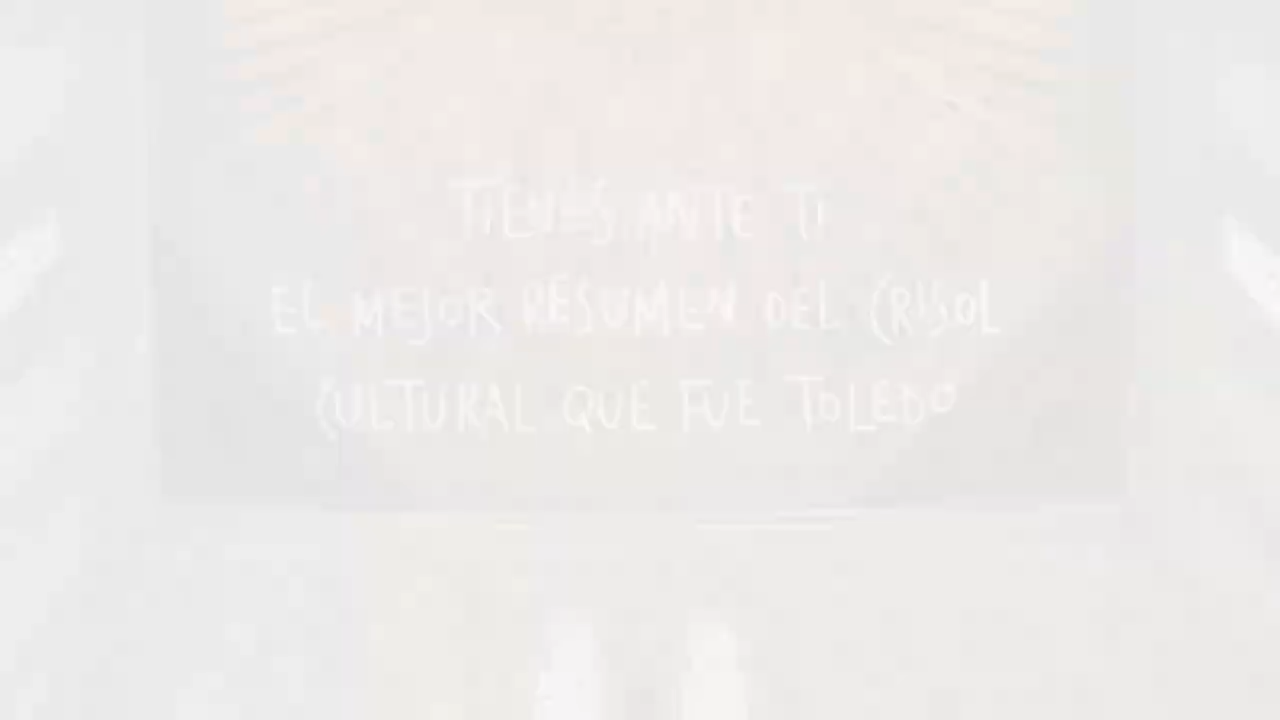 TIENES ANTE TI
EL MEJOR RESUMEN DEL CRISOL
CULTURAL QUE FUE TOLEDO